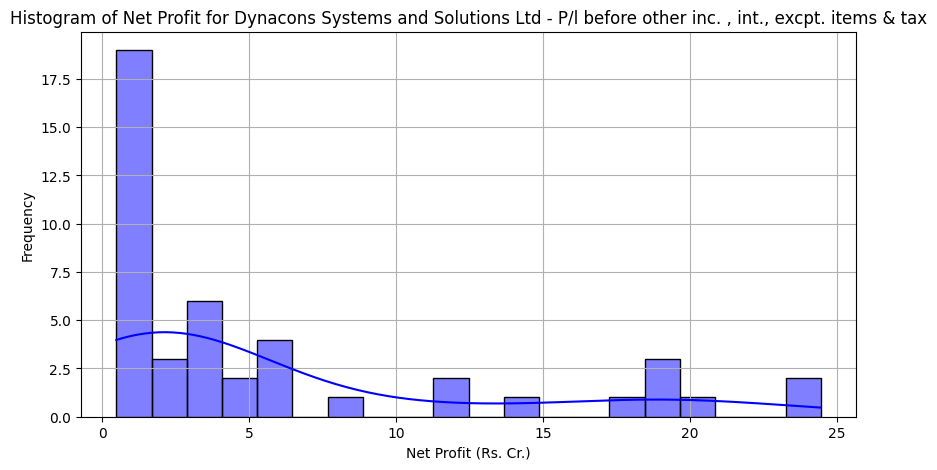 Histogram of Net Profit for Dynacons Systems and Solutions Ltd - P/l before other inc. , int., excpt. items & tax
17.5
15.0
12.5
10.0
7.5
5.0
2.5
0.0
Frequency
0 5 10 15 20 25
Net Profit (Rs. Cr.)